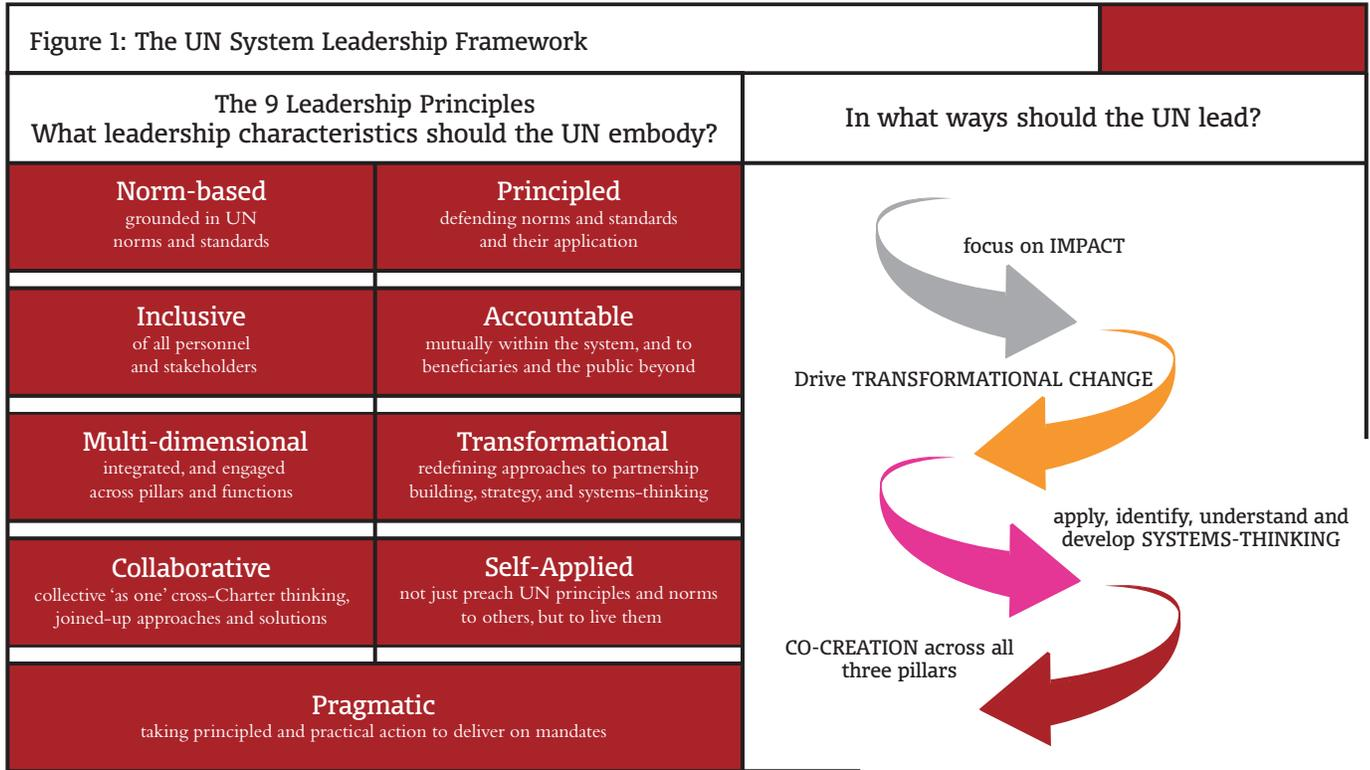 Figure 1: The UN System Leadership Framework
The 9 Leadership Principles
What leadership characteristics should the UN embody?
In what ways should the UN lead?
Norm-based
grounded in UN
norms and standards
Principled
defending norms and standards
and their application
Inclusive
of all personnel
and stakeholders
Accountable
mutually within the system, and to
beneficiaries and the public beyond
Multi-dimensional
integrated, and engaged
across pillars and functions
Transformational
redefining approaches to partnership
building, strategy, and systems-thinking
Collaborative
collective ‘as one’ cross-Charter thinking,
joined-up approaches and solutions
Self-Applied
not just preach UN principles and norms
to others, but to live them
Pragmatic
taking principled and practical action to deliver on mandates
focus on IMPACT
Drive TRANSFORMATIONAL CHANGE
apply, identify, understand and
develop SYSTEMS-THINKING
CO-CREATION across all
three pillars